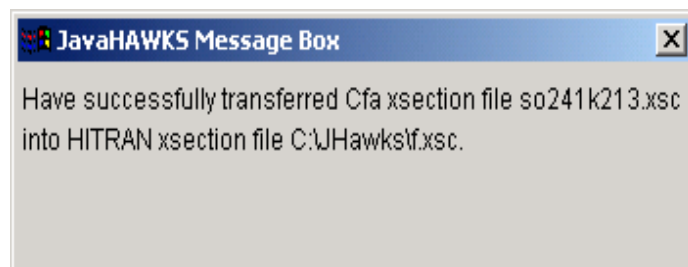 JavaHAWKS Message Box
Have successfully transferred Cfa xsection file so241k213.xsc
into HITRAN xsection file C:\JHawks\f.xsc.